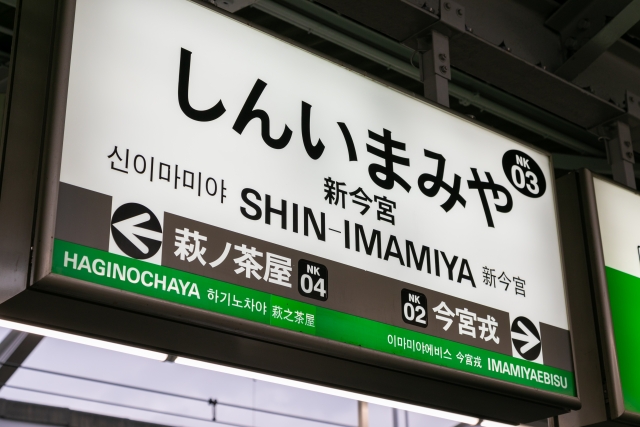 しんいまみや
NK
03
신이마미야 新今宮
SHIN-IMAMIYA 新今宮
萩ノ茶屋 NK 04
NK 02 今宮戎
HAGINOCHAYA 하기노차야 萩之茶屋
이마미야에비스 今宮戎 IMAMIYAEBISU